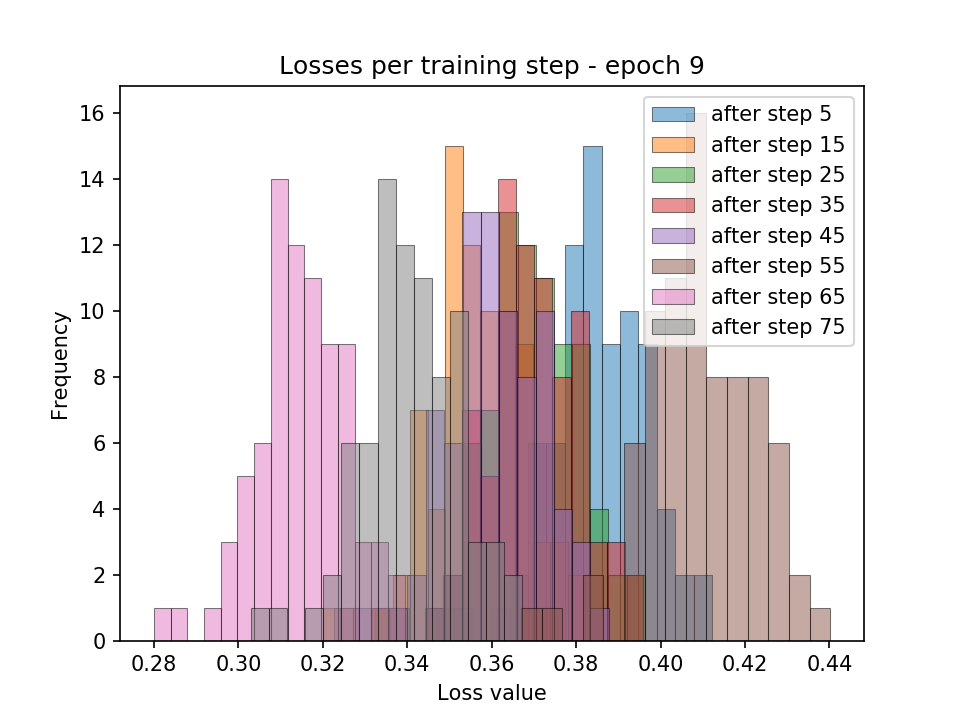 Losses per training step - epoch 9
16
14
12
10
8
6
4
2
0
Frequency
after step 5
after step 15
after step 25
after step 35
after step 45
after step 55
after step 65
after step 75
0.28 0.30 0.32 0.34 0.36 0.38 0.40 0.42 0.44
Loss value